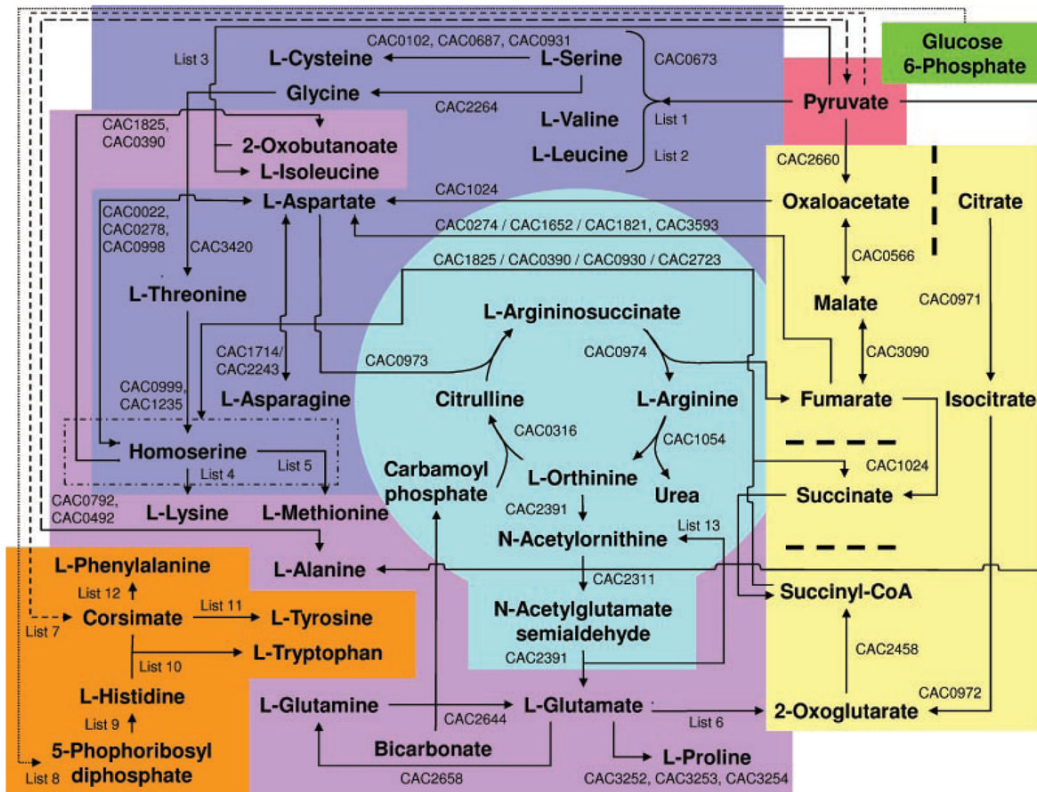 Glucose
6-Phosphate
List 3
CAC0102, CAC0687, CAC0931
L-Cysteine
L-Serine
CAC0673
Glycine
CAC2264
Pyruvate
L-Valine
List 1
CAC1825,
CAC0390
2-Oxobutanoate
L-Leucine
List 2
CAC2660
L-Isoleucine
L-Aspartate
CAC1024
Oxaloacetate
Citrate
CAC0022,
CAC0278,
CAC0998
CAC3420
CAC0274 / CAC1652 / CAC1821, CAC3593
CAC0566
CAC1825 / CAC0390 / CAC0930 / CAC2723
L-Threonine
Malate
CAC0971
L-Argininosuccinate
CAC1714/
CAC2243
CAC0973
CAC0974
CAC3090
CAC0999,
CAC1235
L-Asparagine
Citrulline
L-Arginine
Fumarate
Isocitrate
CAC0316
CAC1054
Homoserine
List 4
List 5
Carbamoyl
phosphate
L-Orthinine
Urea
CAC1024
Succinate
CAC0792,
CAC0492
L-Lysine
L-Methionine
CAC2391
List 13
N-Acetylornithine
L-Phenylalanine
L-Alanine
CAC2311
List 12
Succinyl-CoA
List 7
Corsimate
List 11
L-Tyrosine
N-Acetylglutamate
semialdehyde
List 10
L-Tryptophan
CAC2391
CAC2458
L-Histidine
CAC0972
List 9
L-Glutamine
CAC2644
L-Glutamate
List 6
2-Oxoglutarate
5-Phophoribosyl
diphosphate
List 8
Bicarbonate
L-Proline
CAC2658
CAC3252, CAC3253, CAC3254